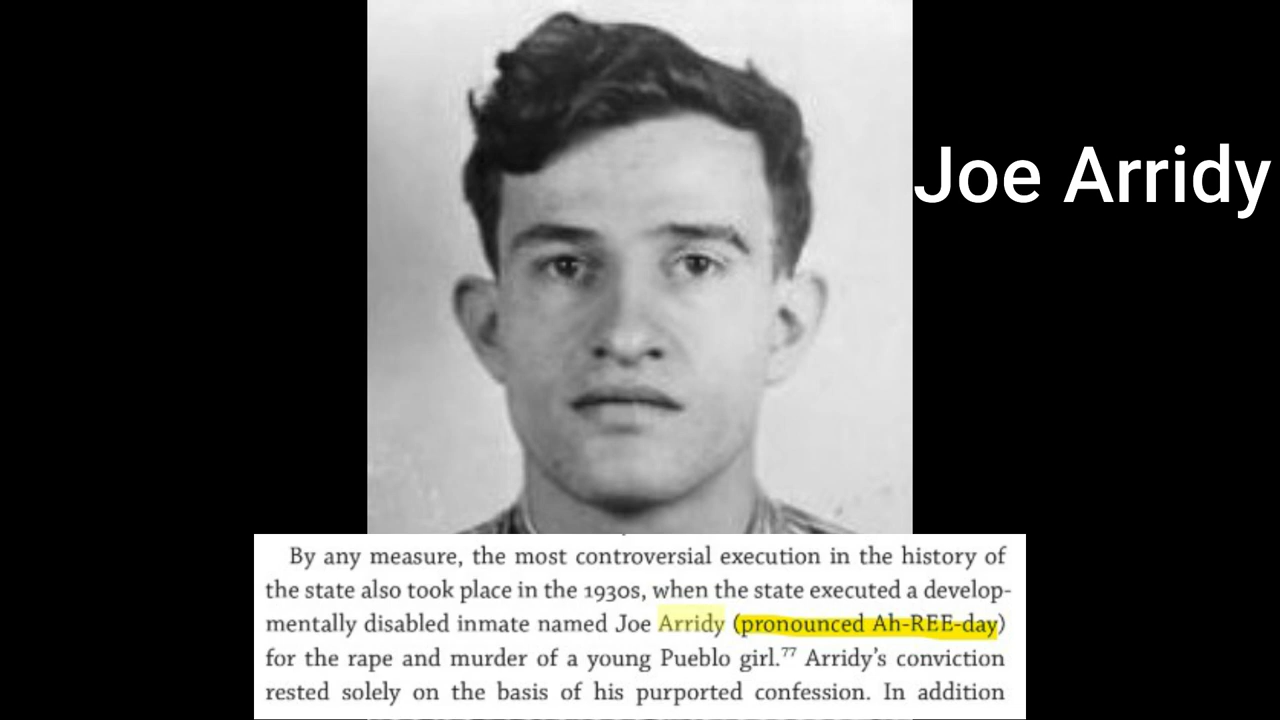 Joe Arridy
By any measure, the most controversial execution in the history of
the state also took place in the 1930s, when the state executed a develop-
mentally disabled inmate named Joe Arridy (pronounced Ah-REE-day)
for the rape and murder of a young Pueblo girl.77 Arridy's conviction
rested solely on the basis of his purported confession. In addition